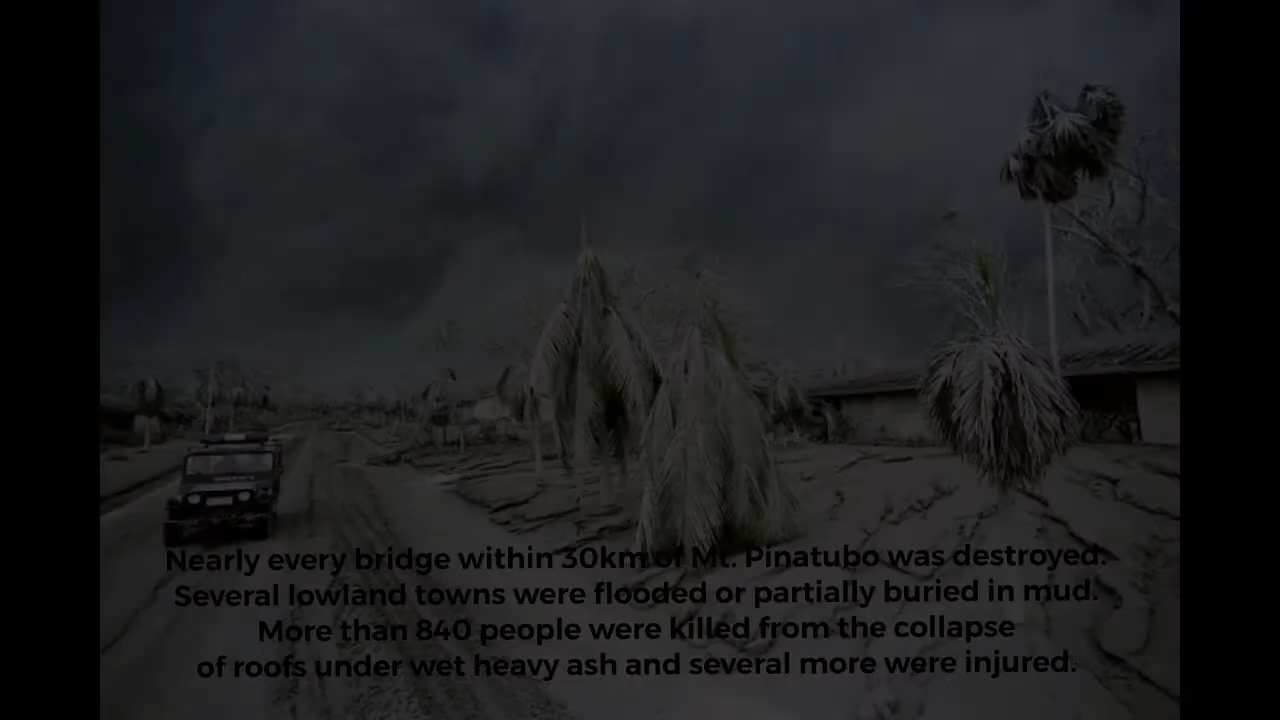 Nearly every bridge within 30km of Mt. Pinatubo was destroyed.
Several lowland towns were flooded or partially buried in mud.
More than 840 people were killed from the collapse
of roofs under wet heavy ash and several more were injured.